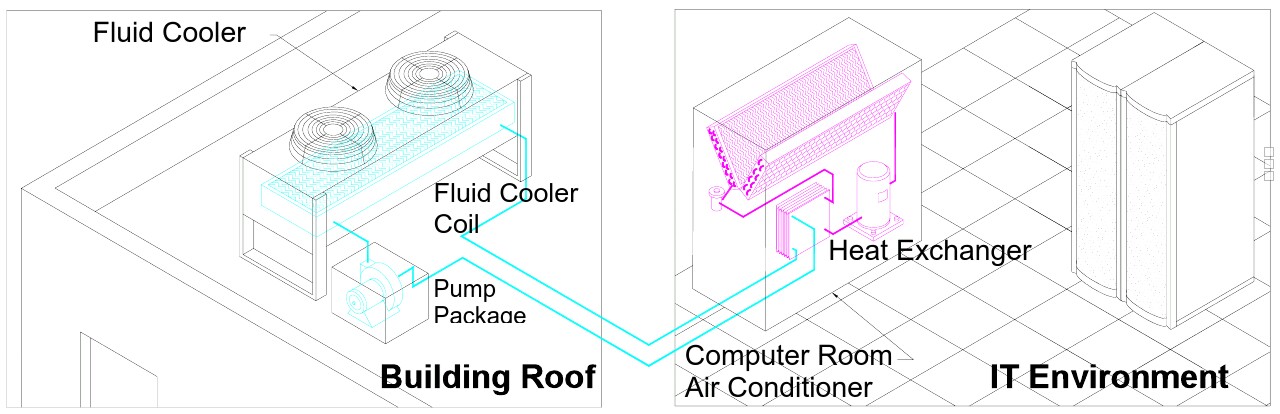 Fluid Cooler
Fluid Cooler
Coil
Pump
Package
Building Roof
Heat Exchanger
Computer Room
Air Conditioner
IT Environment